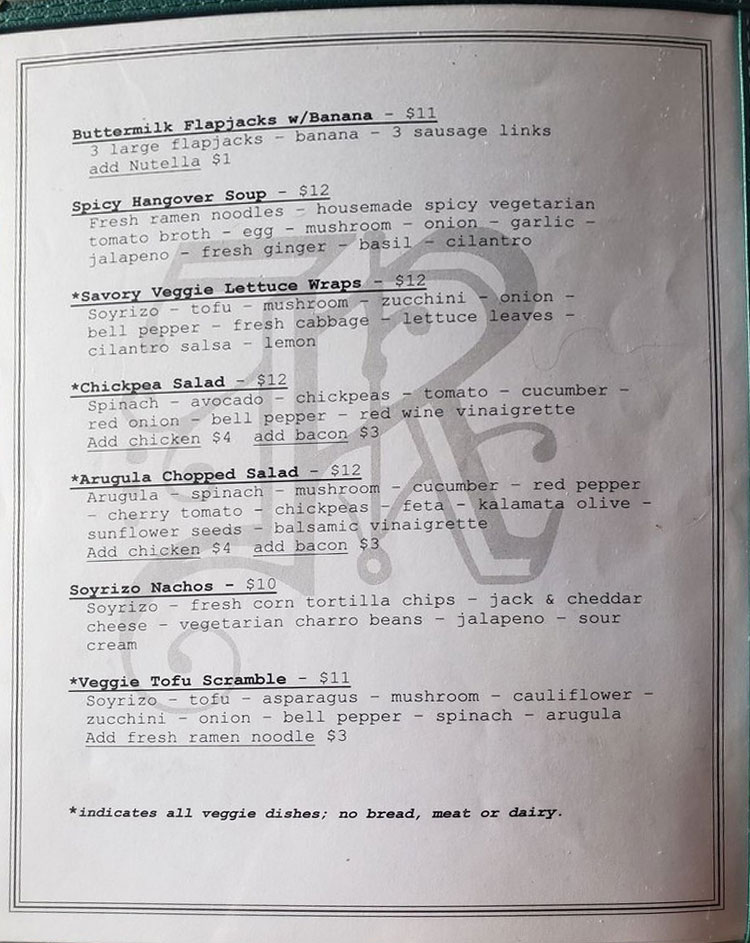 Buttermilk Flapjacks w/Banana - $11
3 large flapjacks - banana - 3 sausage links
add Nutella $1
Spicy Hangover Soup - $12
Fresh ramen noodles - housemade spicy vegetarian
tomato broth - egg - mushroom - onion - garlic -
jalapeno - fresh ginger - basil - cilantro
*Savory Veggie Lettuce Wraps - $12
Soyrizo - tofu - mushroom - zucchini - onion -
bell pepper - fresh cabbage - lettuce leaves -
cilantro salsa - lemon
*Chickpea Salad - $12
Spinach - avocado - chickpeas - tomato - cucumber -
red onion - bell pepper - red wine vinaigrette
Add chicken $4 add bacon $3
*Arugula Chopped Salad - $12
Arugula - spinach - mushroom - cucumber - red pepper
- cherry tomato - chickpeas - feta - kalamata olive -
sunflower seeds - balsamic vinaigrette
Add chicken $4 add bacon $3
Soyrizo Nachos - $10
Soyrizo - fresh corn tortilla chips - jack & cheddar
cheese - vegetarian charro beans - jalapeno - sour
cream
*Veggie Tofu Scramble - $11
Soyrizo - tofu - asparagus - mushroom - cauliflower -
zucchini - onion - bell pepper - spinach - arugula
Add fresh ramen noodle $3
*indicates all veggie dishes; no bread, meat or dairy.